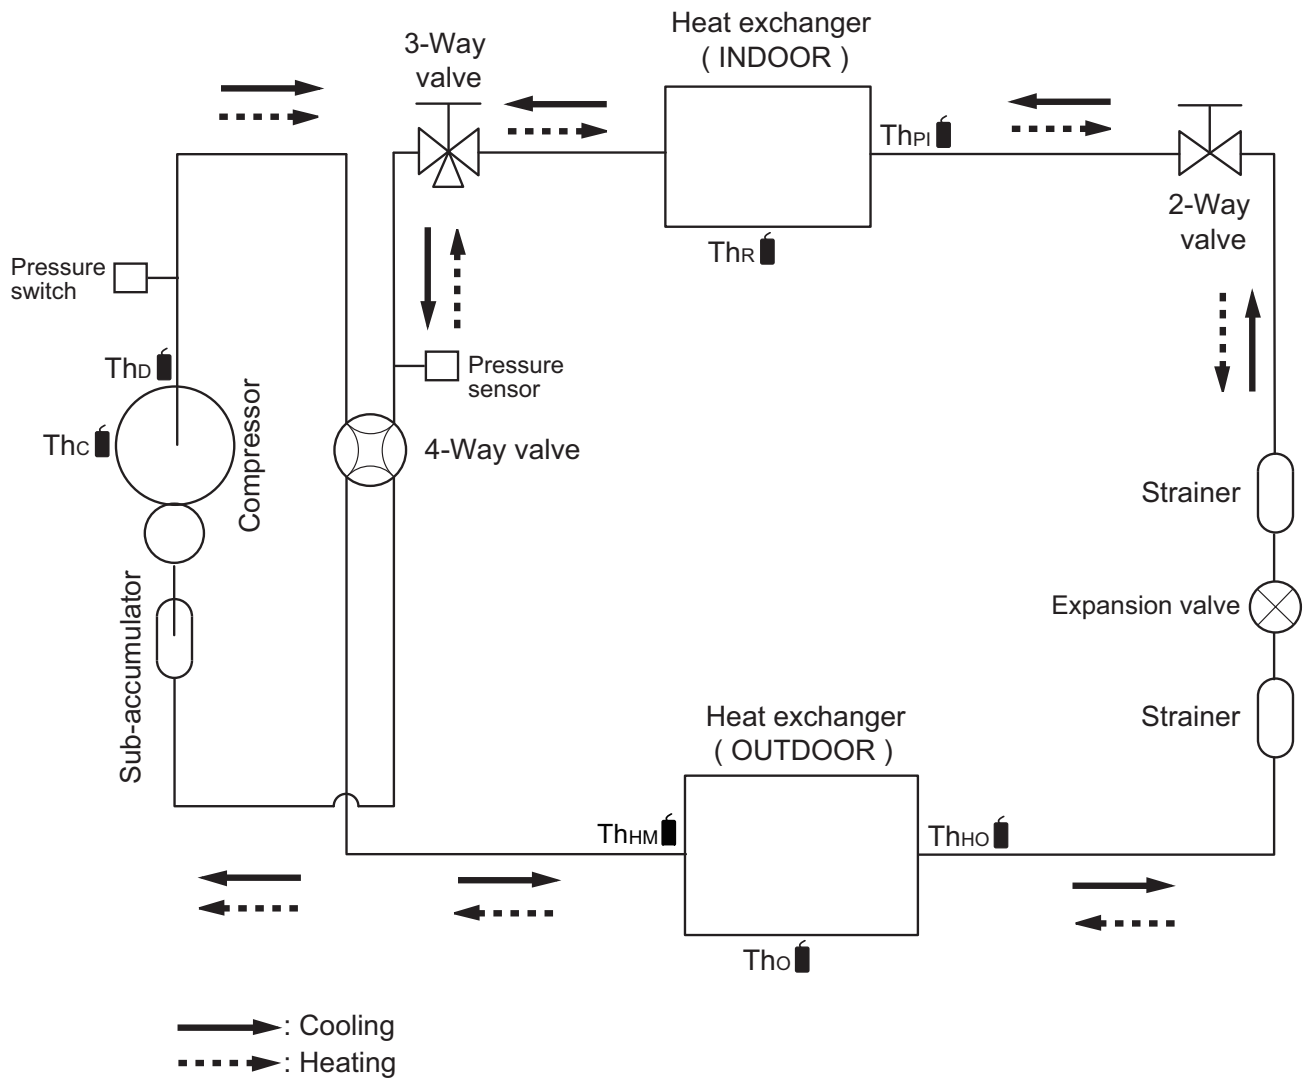 Heat exchanger
( INDOOR )
3-Way
valve
ThPI
2-Way
valve
ThR
Pressure
switch
ThD
Pressure
sensor
ThC
Compressor
4-Way valve
Strainer
Sub-accumulator
Expansion valve
Heat exchanger
( OUTDOOR )
Strainer
ThHM
ThHO
ThO
: Cooling
: Heating